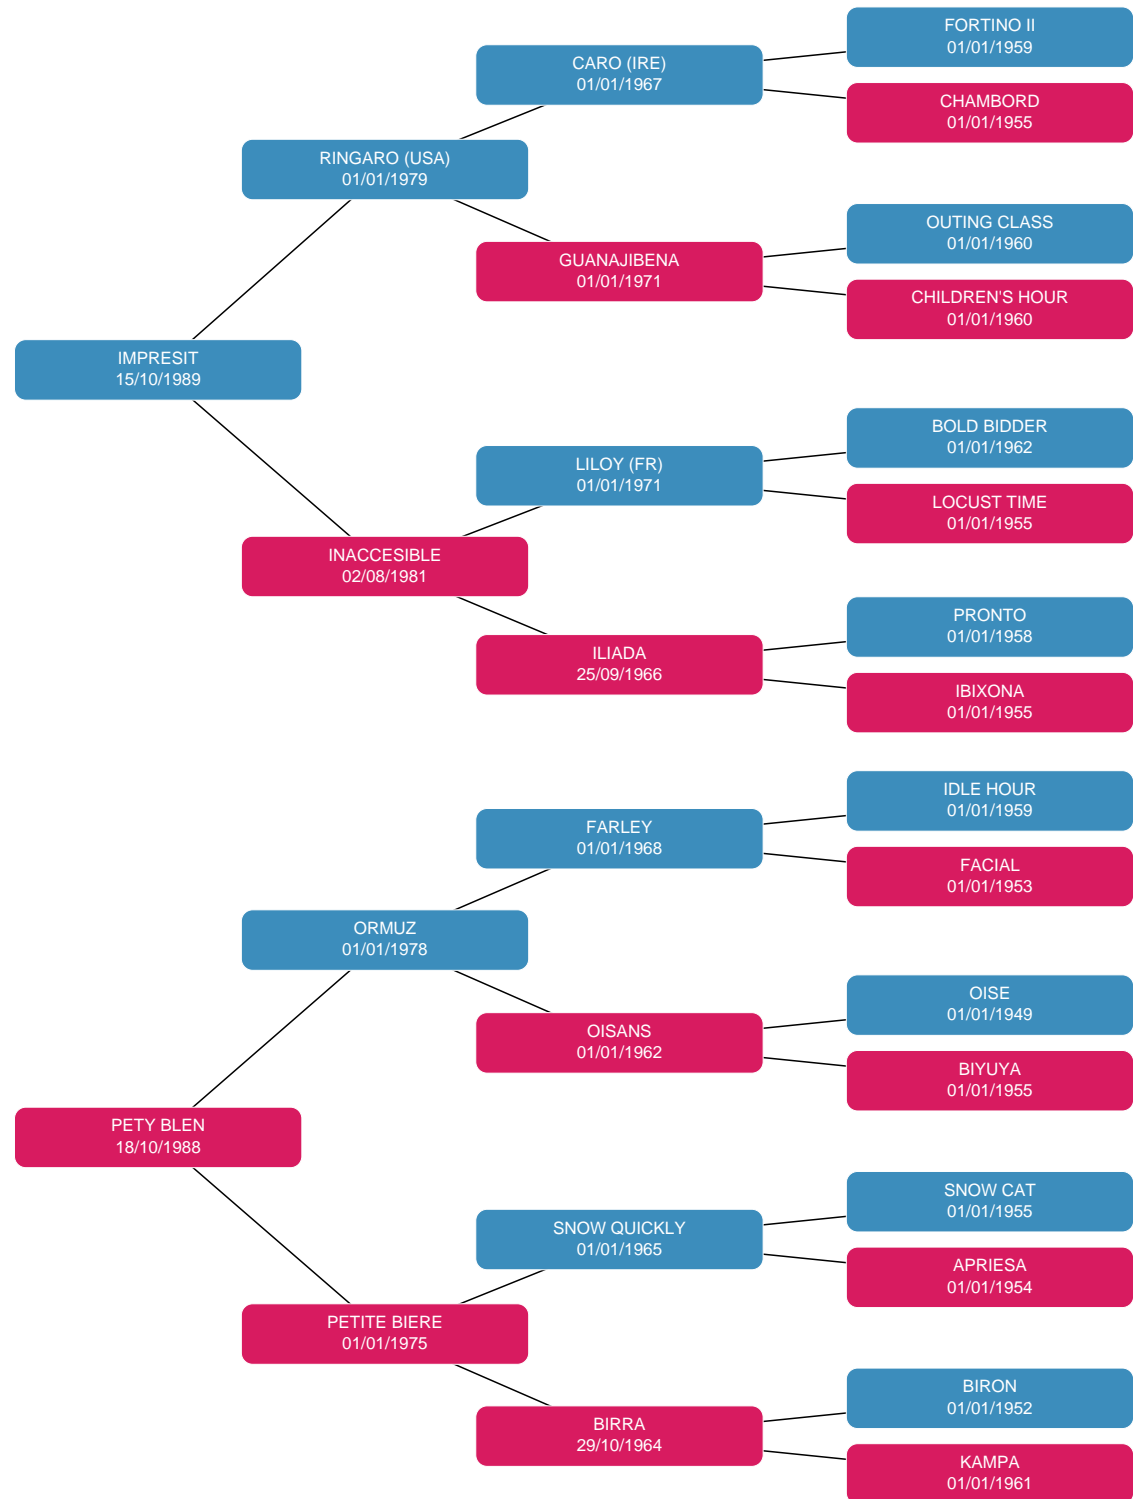 FORTINO II
01/01/1959
CARO (IRE)
01/01/1967
CHAMBORD
01/01/1955
RINGARO (USA)
01/01/1979
OUTING CLASS
01/01/1960
GUANAJIBENA
01/01/1971
CHILDREN'S HOUR
01/01/1960
IMPRESIT
15/10/1989
BOLD BIDDER
01/01/1962
LILOY (FR)
01/01/1971
LOCUST TIME
01/01/1955
INACCESIBLE
02/08/1981
PRONTO
01/01/1958
ILIADA
25/09/1966
IBIXONA
01/01/1955
IDLE HOUR
01/01/1959
FARLEY
01/01/1968
FACIAL
01/01/1953
ORMUZ
01/01/1978
OISE
01/01/1949
OISANS
01/01/1962
BIYUYA
01/01/1955
PETY BLEN
18/10/1988
SNOW CAT
01/01/1955
SNOW QUICKLY
01/01/1965
APRIESA
01/01/1954
PETITE BIERE
01/01/1975
BIRON
01/01/1952
BIRRA
29/10/1964
KAMPA
01/01/1961